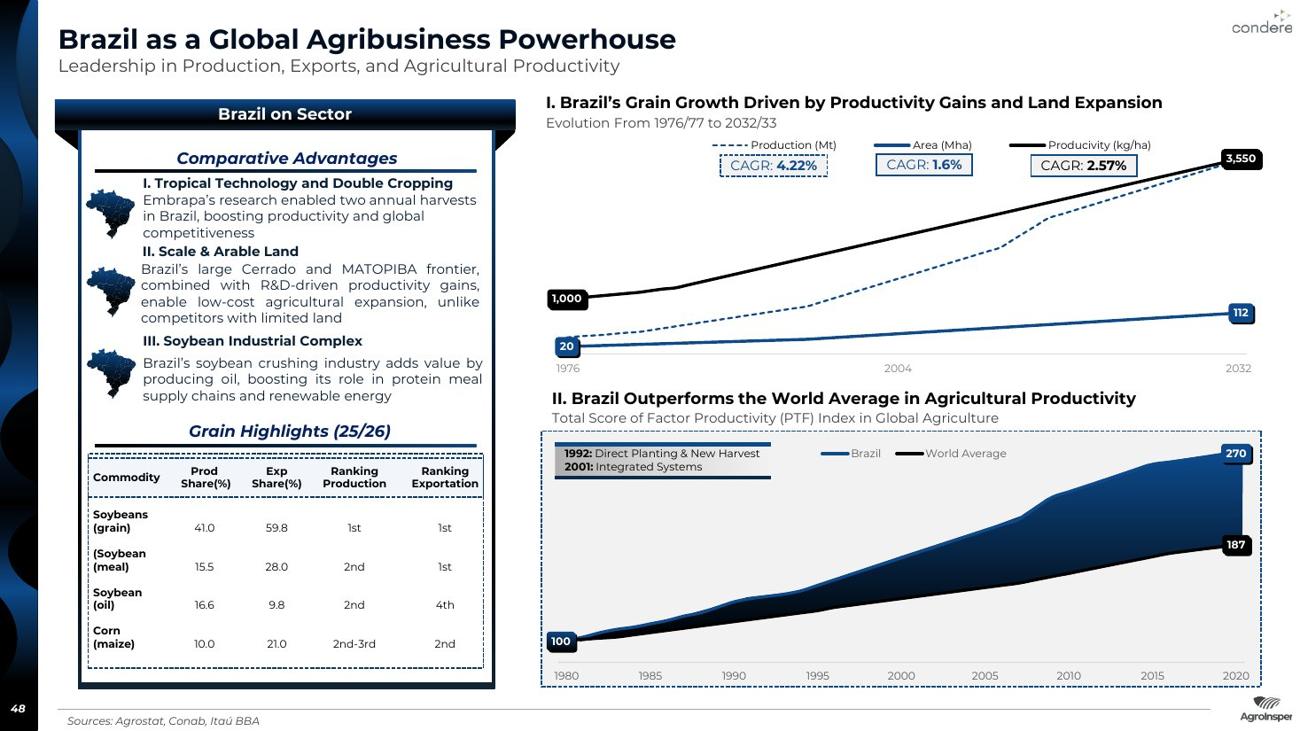 Brazil as a Global Agribusiness Powerhouse
Leadership in Production, Exports, and Agricultural Productivity
condere
Brazil on Sector
Comparative Advantages
I. Tropical Technology and Double Cropping
Embrapa's research enabled two annual harvests
in Brazil, boosting productivity and global
competitiveness
II. Scale & Arable Land
Brazil's large Cerrado and MATOPIBA frontier,
combined with R&D-driven productivity gains,
enable low-cost agricultural expansion, unlike
competitors with limited land
III. Soybean Industrial Complex
Brazil's soybean crushing industry adds value by
producing oil, boosting its role in protein meal
supply chains and renewable energy
Grain Highlights (25/26)
Commodity Prod Share(%) Exp Share(%) Ranking Production Ranking Exportation
Soybeans (grain) 41.0 59.8 1st 1st
(Soybean (meal) 15.5 28.0 2nd 1st
Soybean (oil) 16.6 9.8 2nd 4th
Corn (maize) 10.0 21.0 2nd-3rd 2nd
I. Brazil's Grain Growth Driven by Productivity Gains and Land Expansion
Evolution From 1976/77 to 2032/33
Production (Mt) Area (Mha) Producivity (kg/ha)
CAGR: 4.22% CAGR: 1.6% CAGR: 2.57%
3,550
1,000
112
20
1976 2004 2032
II. Brazil Outperforms the World Average in Agricultural Productivity
Total Score of Factor Productivity (PTF) Index in Global Agriculture
1992: Direct Planting & New Harvest
2001: Integrated Systems
Brazil World Average
270
187
100
1980 1985 1990 1995 2000 2005 2010 2015 2020
48
Sources: Agrostat, Conab, Itaú BBA
AgroInsper